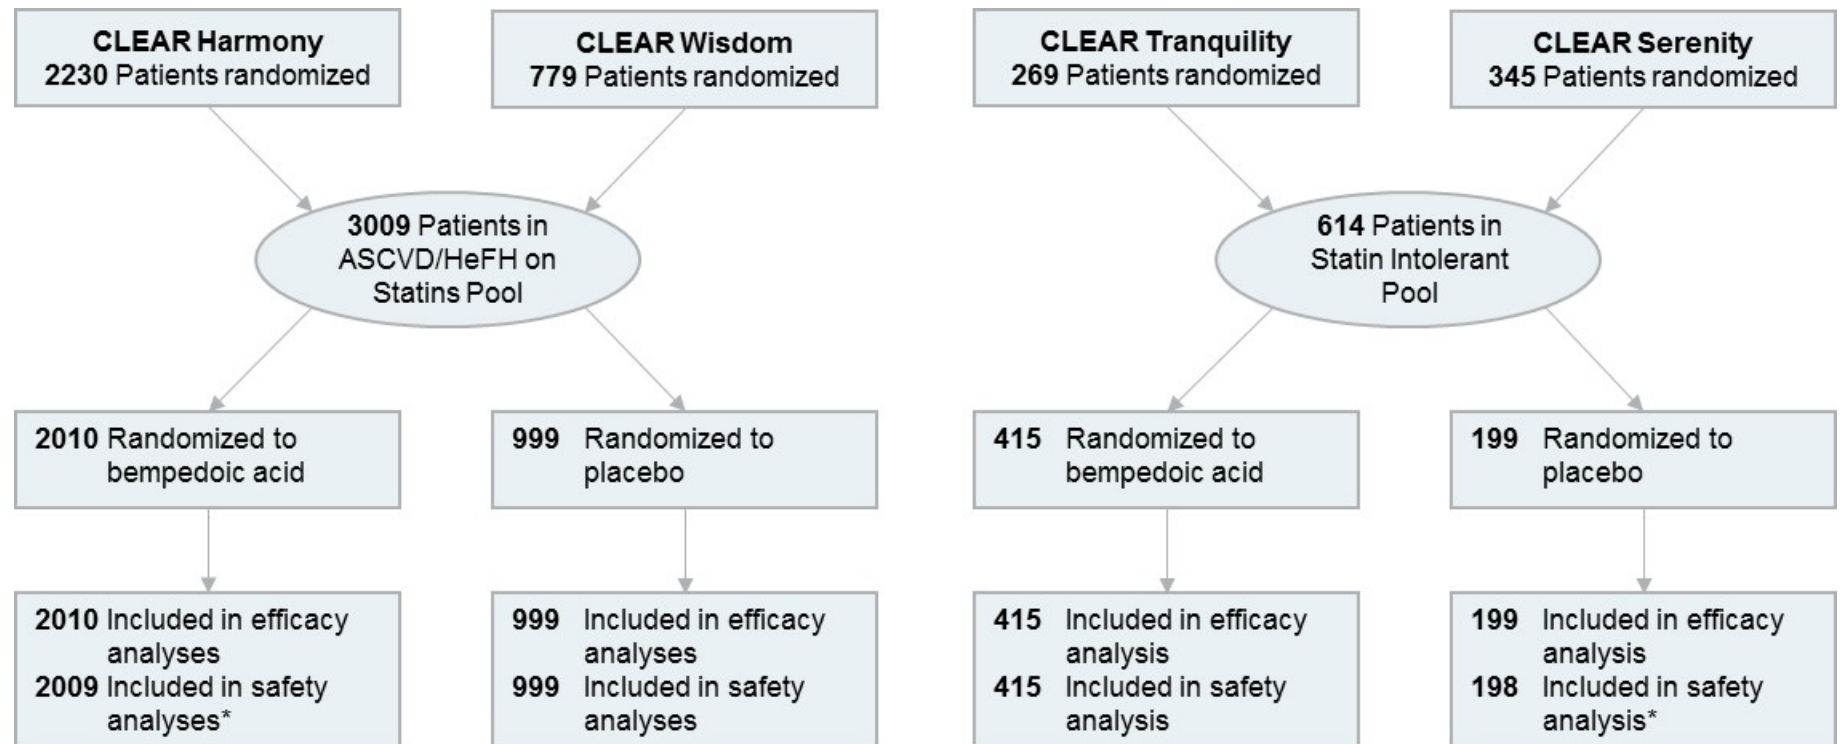 CLEAR Harmony
2230 Patients randomized
CLEAR Wisdom
779 Patients randomized
CLEAR Tranquility
269 Patients randomized
CLEAR Serenity
345 Patients randomized
3009 Patients in
ASCVD/HeFH on
Statins Pool
614 Patients in
Statin Intolerant
Pool
2010 Randomized to
bempedoic acid
999 Randomized to
placebo
415 Randomized to
bempedoic acid
199 Randomized to
placebo
2010 Included in efficacy
analyses
2009 Included in safety
analyses*
999 Included in efficacy
analyses
999 Included in safety
analyses
415 Included in efficacy
analysis
415 Included in safety
analysis
199 Included in efficacy
analysis
198 Included in safety
analysis*